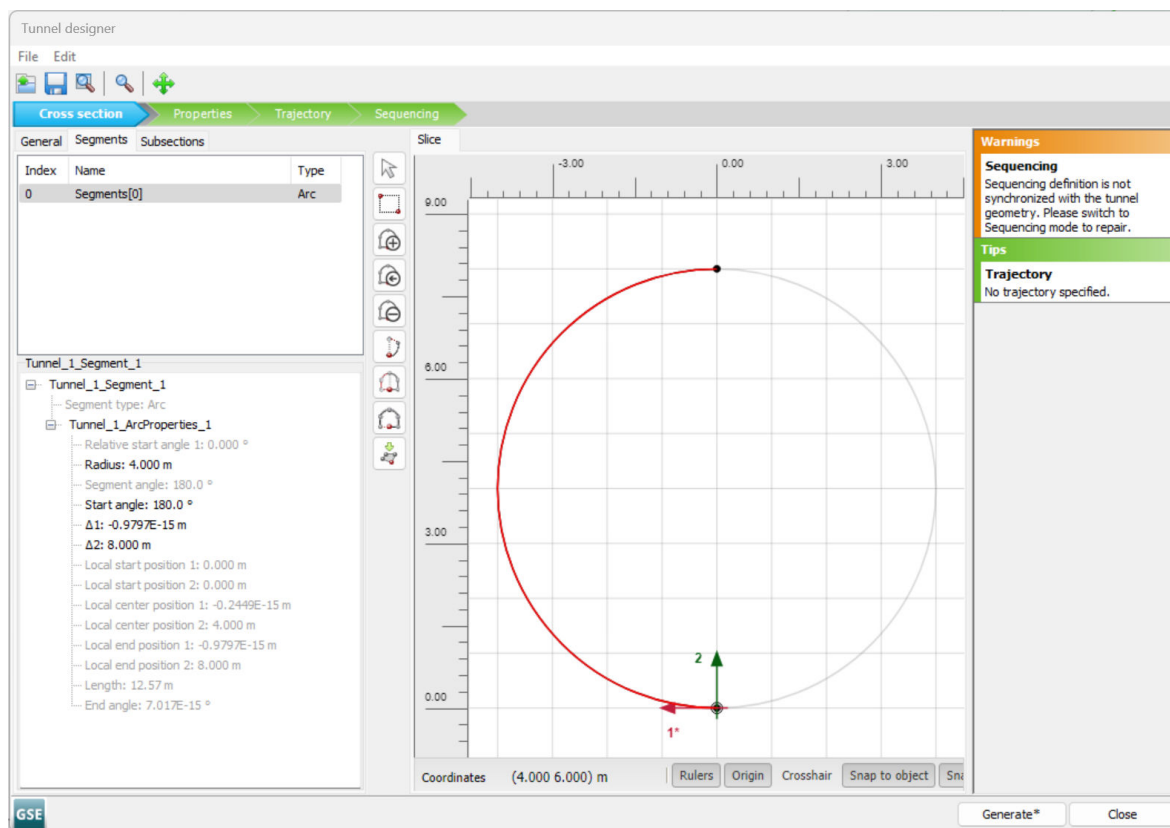 Tunnel designer
File Edit
Cross section Properties Trajectory Sequencing
General Segments Subsections
Index Name Type
0 Segments[0] Arc
Tunnel_1_Segment_1
Tunnel_1_Segment_1
Segment type: Arc
Tunnel_1_ArcProperties_1
Relative start angle 1: 0.000 °
Radius: 4.000 m
Segment angle: 180.0 °
Start angle: 180.0 °
Δ1: -0.9797E-15 m
Δ2: 8.000 m
Local start position 1: 0.000 m
Local start position 2: 0.000 m
Local center position 1: -0.2449E-15 m
Local center position 2: 4.000 m
Local end position 1: -0.9797E-15 m
Local end position 2: 8.000 m
Length: 12.57 m
End angle: 7.017E-15 °
Slice
-3.00 0.00 3.00
9.00
6.00
3.00
0.00
2
1*
Coordinates (4.000 6.000) m Rulers Origin Crosshair Snap to object
Warnings
Sequencing
Sequencing definition is not
synchronized with the tunnel
geometry. Please switch to
Sequencing mode to repair.
Tips
Trajectory
No trajectory specified.
GSE
Generate* Close